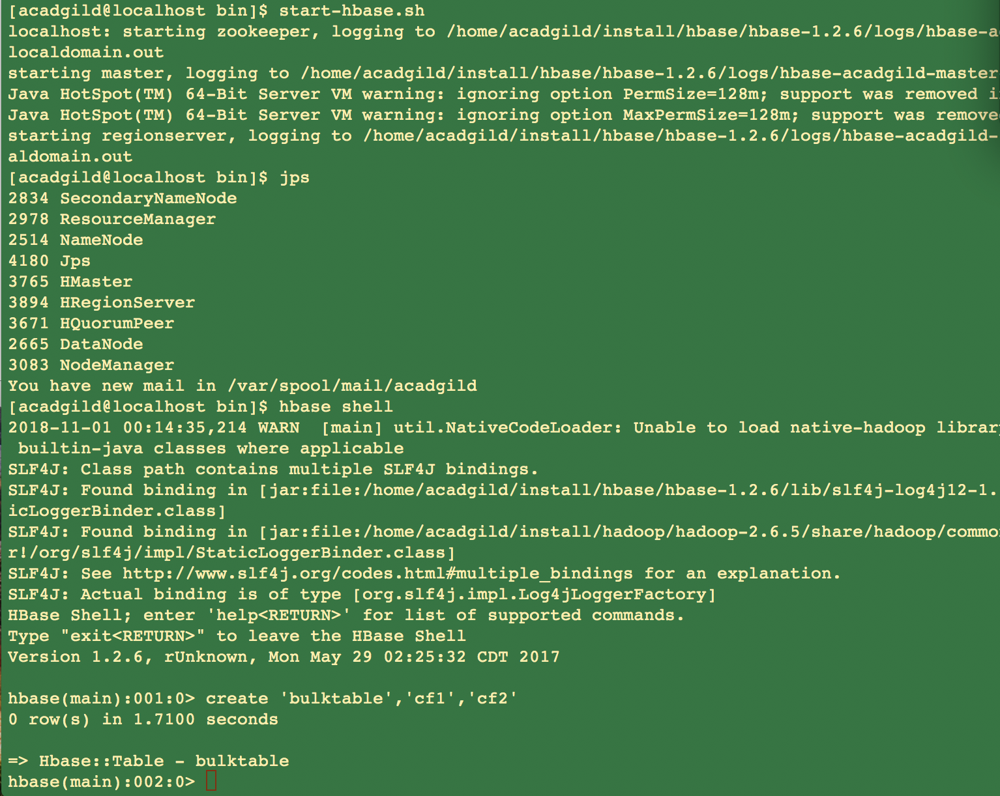 [acadgild@localhost bin]$ start-hbase.sh
localhost: starting zookeeper, logging to /home/acadgild/install/hbase/hbase-1.2.6/logs/hbase-a
localdomain.out
starting master, logging to /home/acadgild/install/hbase/hbase-1.2.6/logs/hbase-acadgild-master
Java HotSpot(TM) 64-Bit Server VM warning: ignoring option PermSize=128m; support was removed i
Java HotSpot(TM) 64-Bit Server VM warning: ignoring option MaxPermSize=128m; support was remove
starting regionserver, logging to /home/acadgild/install/hbase/hbase-1.2.6/logs/hbase-acadgild-
aldomain.out
[acadgild@localhost bin]$ jps
2834 SecondaryNameNode
2978 ResourceManager
2514 NameNode
4180 Jps
3765 HMaster
3894 HRegionServer
3671 HQuorumPeer
2665 DataNode
3083 NodeManager
You have new mail in /var/spool/mail/acadgild
[acadgild@localhost bin]$ hbase shell
2018-11-01 00:14:35,214 WARN  [main] util.NativeCodeLoader: Unable to load native-hadoop library
 builtin-java classes where applicable
SLF4J: Class path contains multiple SLF4J bindings.
SLF4J: Found binding in [jar:file:/home/acadgild/install/hbase/hbase-1.2.6/lib/slf4j-log4j12-1.
icLoggerBinder.class]
SLF4J: Found binding in [jar:file:/home/acadgild/install/hadoop/hadoop-2.6.5/share/hadoop/commo
r!/org/slf4j/impl/StaticLoggerBinder.class]
SLF4J: See http://www.slf4j.org/codes.html#multiple_bindings for an explanation.
SLF4J: Actual binding is of type [org.slf4j.impl.Log4jLoggerFactory]
HBase Shell; enter 'help<RETURN>' for list of supported commands.
Type "exit<RETURN>" to leave the HBase Shell
Version 1.2.6, rUnknown, Mon May 29 02:25:32 CDT 2017
hbase(main):001:0> create 'bulktable','cf1','cf2'
0 row(s) in 1.7100 seconds
=> Hbase::Table - bulktable
hbase(main):002:0>